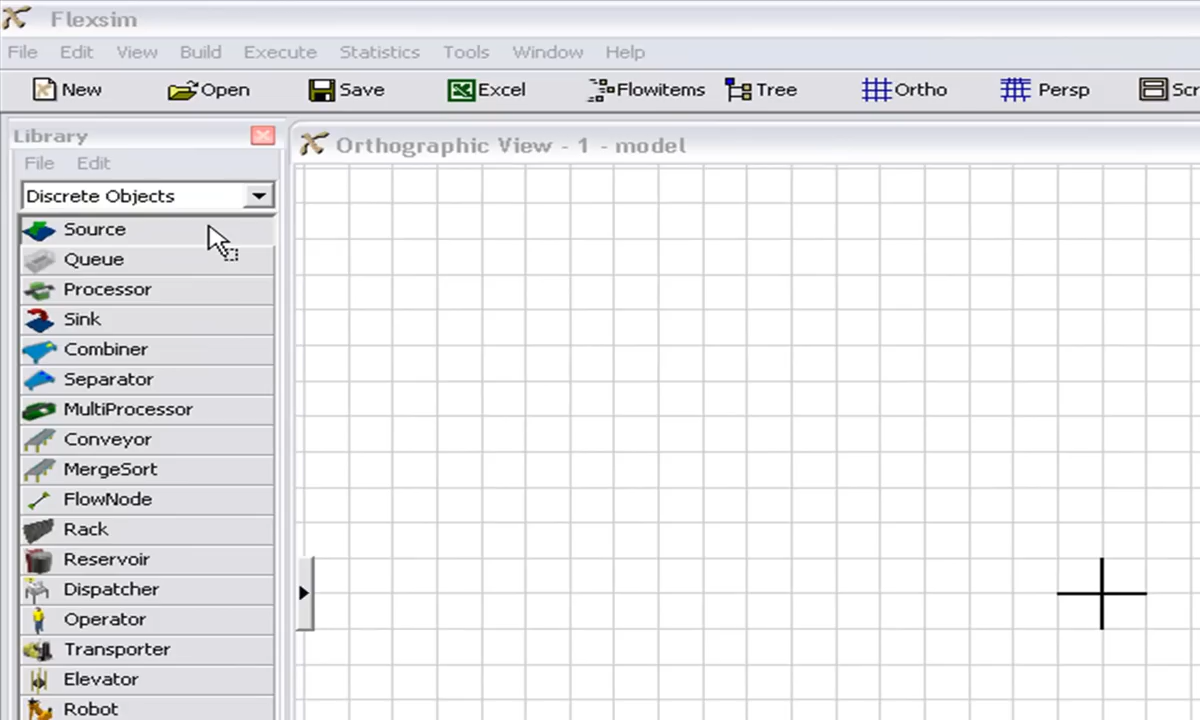 Flexsim
File Edit View Build Execute Statistics Tools Window Help
New Open Save Excel Flowitems Tree Ortho Persp Scr
Library
File Edit
Discrete Objects
Source
Queue
Processor
Sink
Combiner
Separator
MultiProcessor
Conveyor
MergeSort
FlowNode
Rack
Reservoir
Dispatcher
Operator
Transporter
Elevator
Robot
Orthographic View - 1 - model